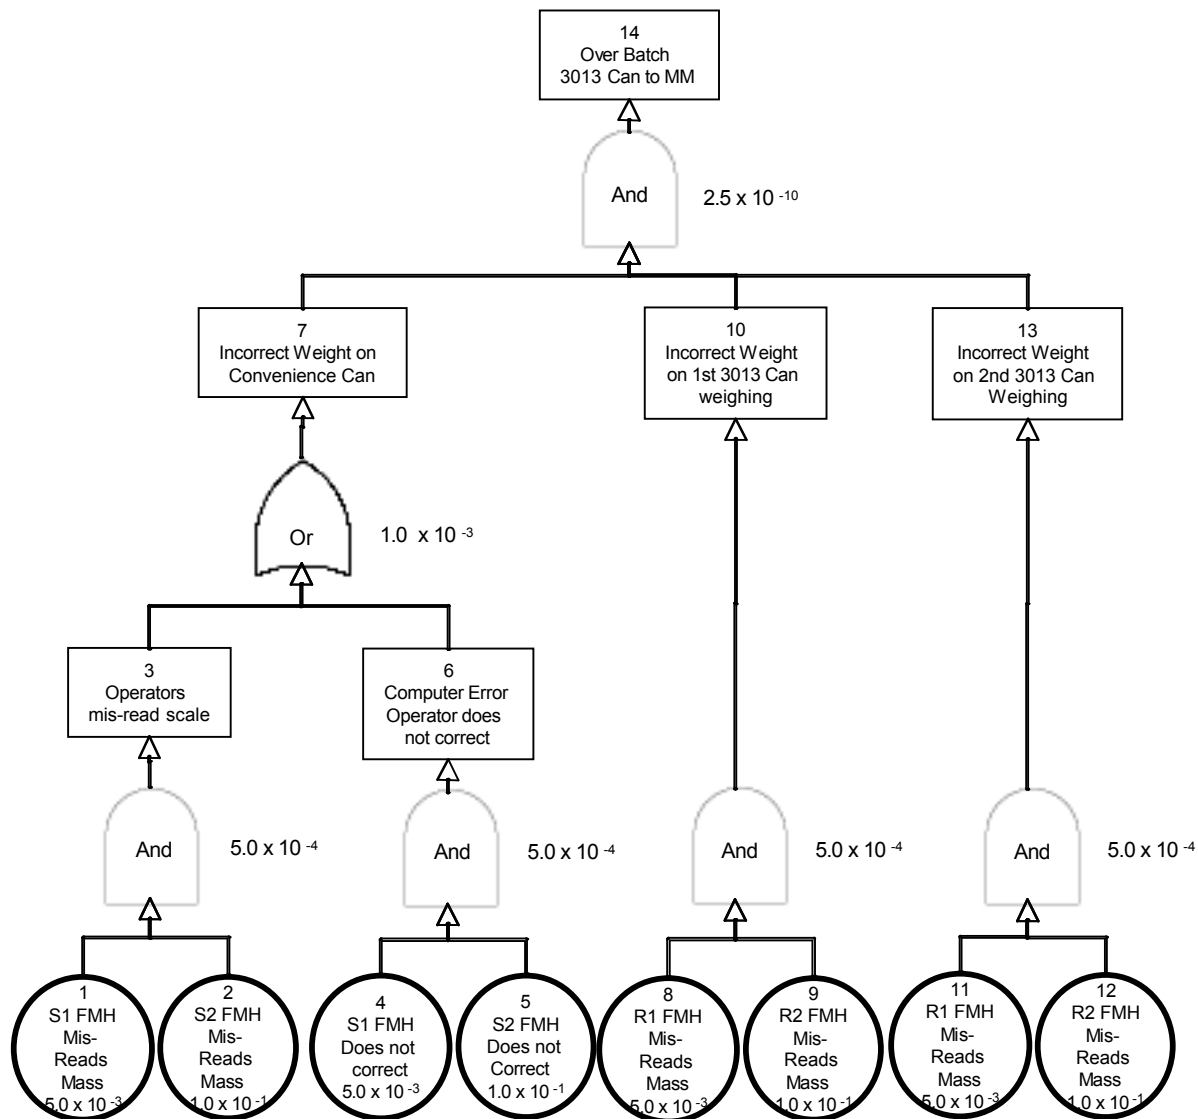 14
Over Batch
3013 Can to MM
And
2.5 x 10 -10
7
Incorrect Weight on
Convenience Can
10
Incorrect Weight
on 1st 3013 Can
weighing
13
Incorrect Weight
on 2nd 3013 Can
Weighing
Or
1.0 x 10 -3
3
Operators
mis-read scale
6
Computer Error
Operator does
not correct
And
5.0 x 10 -4
And
5.0 x 10 -4
And
5.0 x 10 -4
And
5.0 x 10 -4
1
S1 FMH
Mis-
Reads
Mass
5.0 x 10 -3
2
S2 FMH
Mis-
Reads
Mass
1.0 x 10 -1
4
S1 FMH
Does not
correct
5.0 x 10 -3
5
S2 FMH
Does not
Correct
1.0 x 10 -1
8
R1 FMH
Mis-
Reads
Mass
5.0 x 10 -3
9
R2 FMH
Mis-
Reads
Mass
1.0 x 10 -1
11
R1 FMH
Mis-
Reads
Mass
5.0 x 10 -3
12
R2 FMH
Mis-
Reads
Mass
1.0 x 10 -1